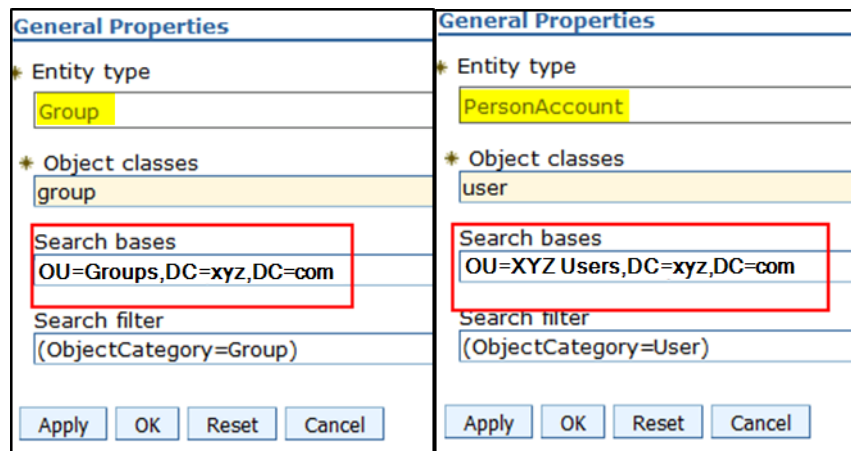 General Properties
* Entity type
Group
* Object classes
group
Search bases
OU=Groups,DC=xyz,DC=com
Search filter
(ObjectCategory=Group)
Apply OK Reset Cancel
General Properties
* Entity type
PersonAccount
* Object classes
user
Search bases
OU=XYZ Users,DC=xyz,DC=com
Search filter
(ObjectCategory=User)
Apply OK Reset Cancel